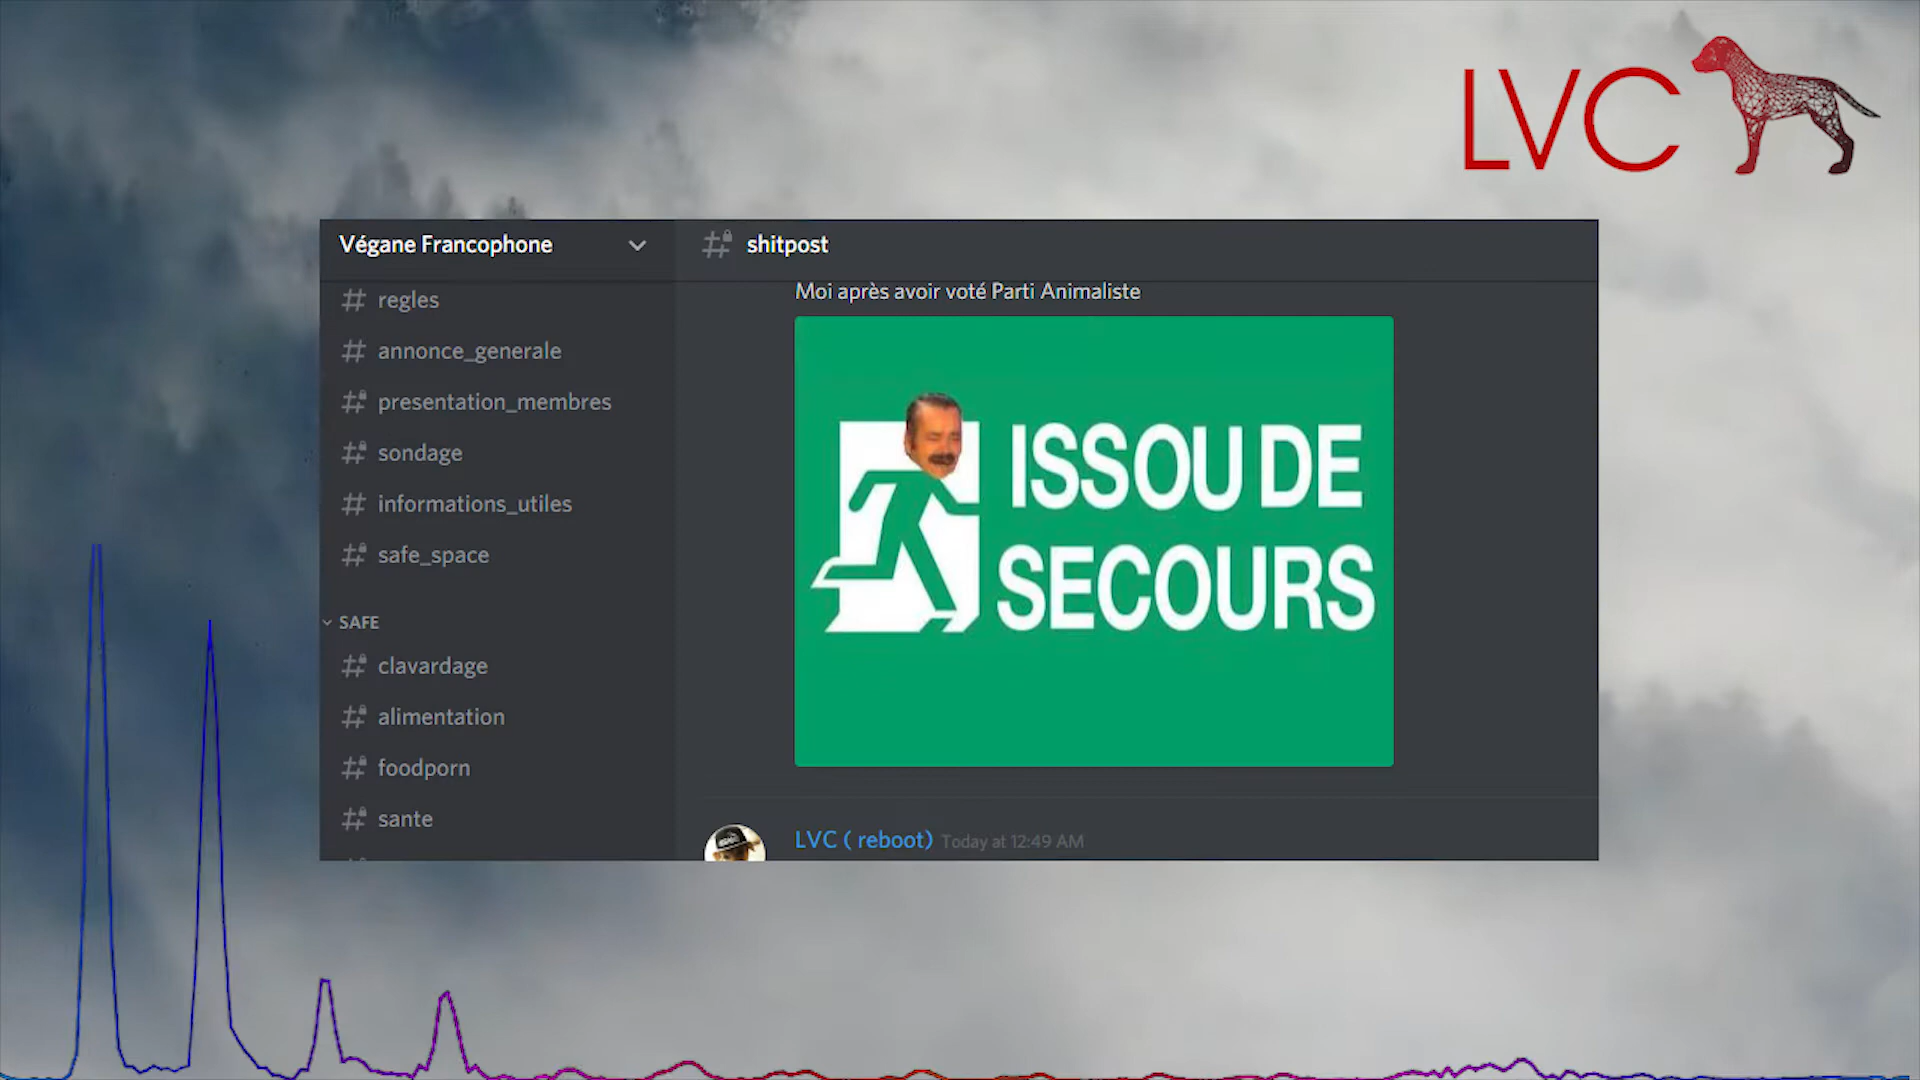 LVC
Végane Francophone
# shitpost
# regles
# annonce_generale
# presentation_membres
# sondage
# informations_utiles
# safe_space
SAFE
# clavardage
# alimentation
# foodporn
# sante
Moi après avoir voté Parti Animaliste
ISSOU DE
SECOURS
LVC ( reboot) Today at 12:49 AM